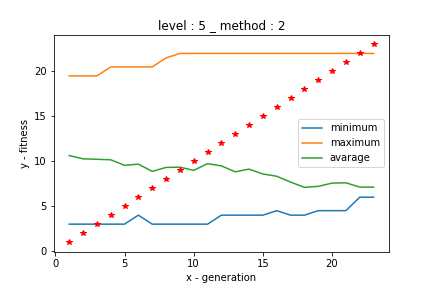 level : 5 _ method : 2
y - fitness
20
15
10
5
0
minimum
maximum
avarage
0 5 10 15 20
x - generation